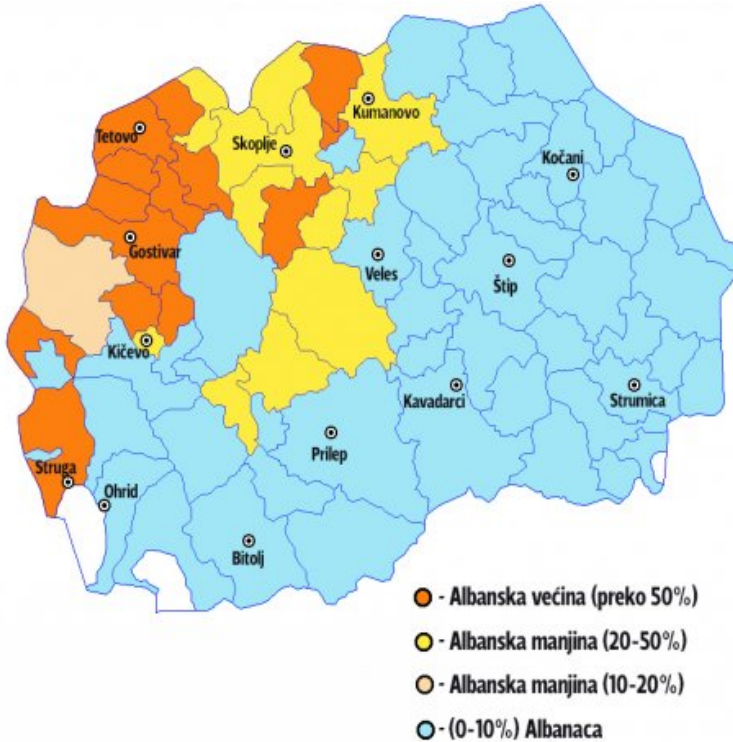 Kumanovo
Tetovo
Skoplje
Kočani
Gostivar
Veles
Štip
Kičevo
Kavadarci
Strumica
Prilep
Struga
Ohrid
Bitolj
- Albanska većina (preko 50%)
- Albanska manjina (20-50%)
- Albanska manjina (10-20%)
- (0-10%) Albanaca